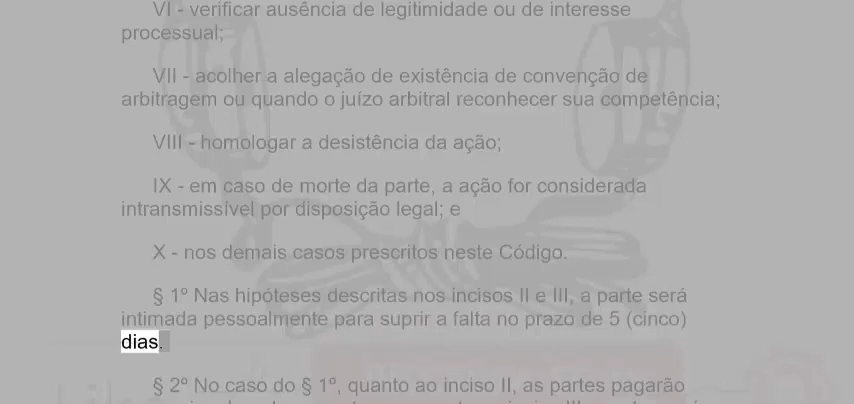 VI - verificar ausência de legitimidade ou de interesse
processual;
VII - acolher a alegação de existência de convenção de
arbitragem ou quando o juízo arbitral reconhecer sua competência;
VIII - homologar a desistência da ação;
IX - em caso de morte da parte, a ação for considerada
intransmissível por disposição legal; e
X - nos demais casos prescritos neste Código.
§ 1º Nas hipóteses descritas nos incisos II e III, a parte será
intimada pessoalmente para suprir a falta no prazo de 5 (cinco)
dias.
§ 2º No caso do § 1º, quanto ao inciso II, as partes pagarão